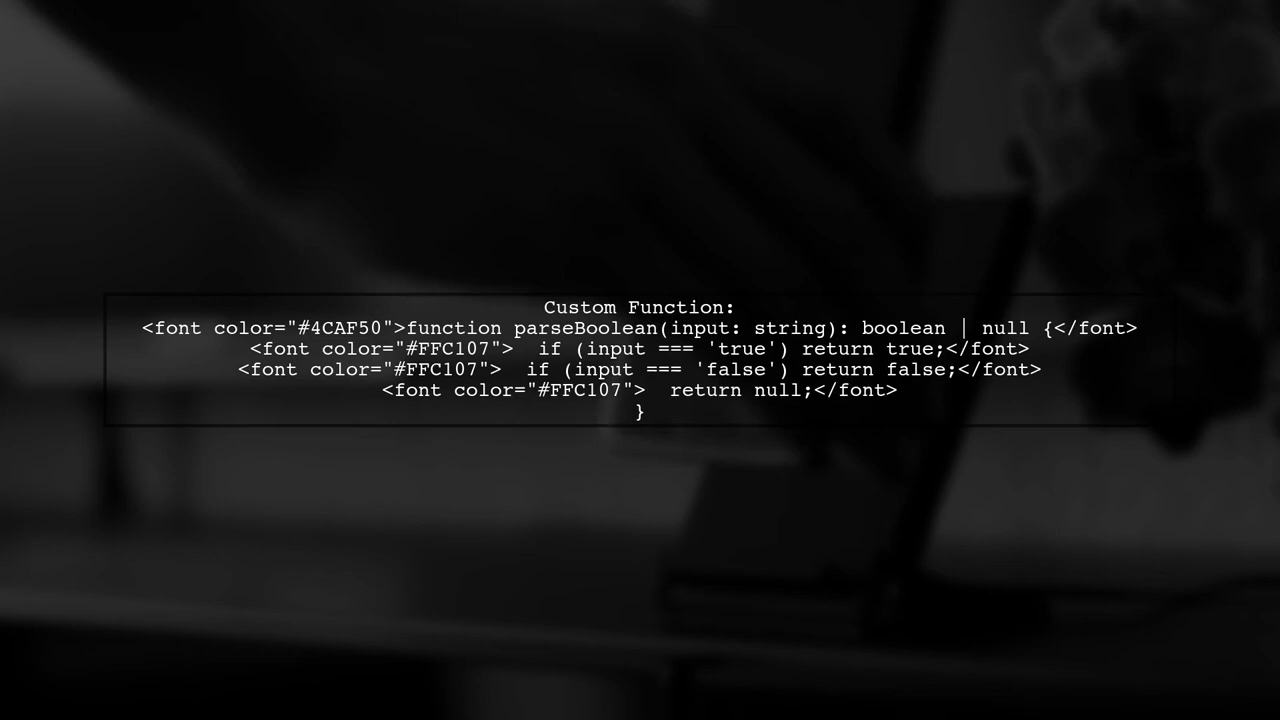 Custom Function:
<font color="#4CAF50">function parseBoolean(input: string): boolean | null {</font>
<font color="#FFC107">  if (input === 'true') return true;</font>
<font color="#FFC107">  if (input === 'false') return false;</font>
<font color="#FFC107">  return null;</font>
}